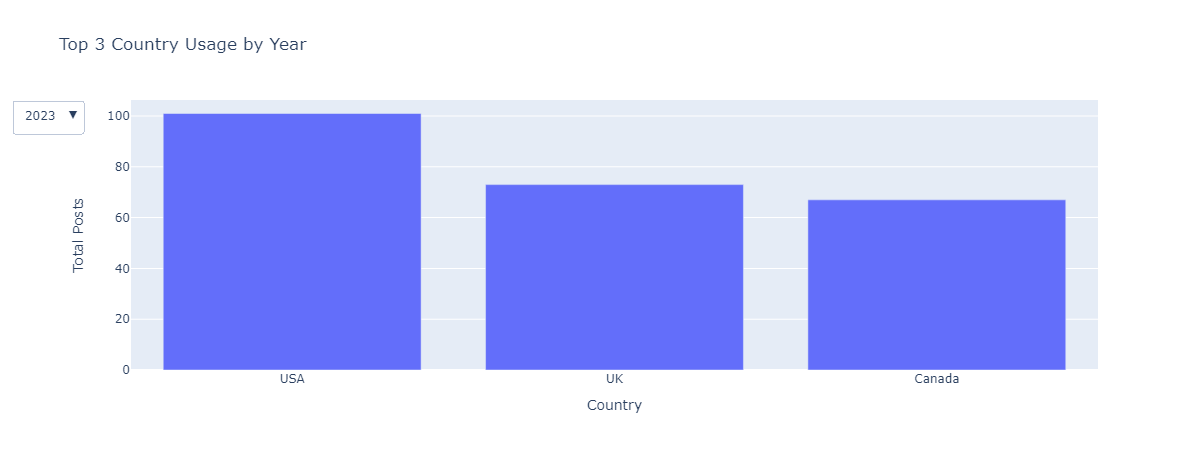 Top 3 Country Usage by Year
2023 ▼
Total Posts
100
80
60
40
20
0
USA UK Canada
Country